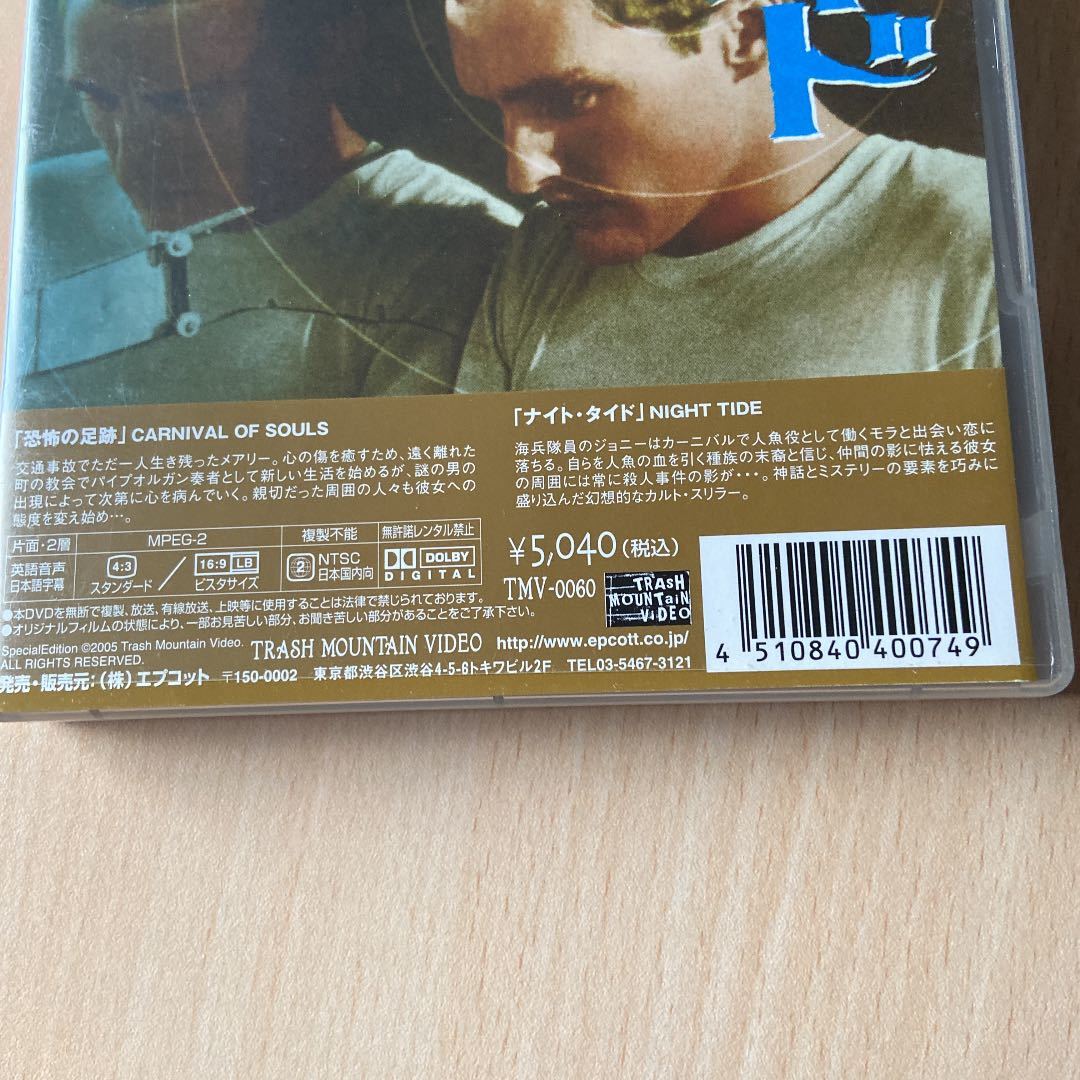 ド
「恐怖の足跡」 CARNIVAL OF SOULS
交通事故でただ一人生き残ったメアリー。心の傷を癒すため、遠く離れた
町の教会でパイプオルガン奏者として新しい生活を始めるが、謎の男の
出現によって次第に心を病んでいく。親切だった周囲の人々も彼女への
態度を変え始め…。
「ナイト・タイド」 NIGHT TIDE
海兵隊員のジョニーはカーニバルで人魚役として働くモラと出会い恋に
落ちる。自らを人魚の血を引く種族の末裔と信じ、仲間の影に怯える彼女
の周囲には常に殺人事件の影が・・・。神話とミステリーの要素を巧みに
盛り込んだ幻想的なカルト・スリラー。
片面・2層 MPEG-2 複製不能 無許諾レンタル禁止
英語音声
日本語字幕
4:3
スタンダード
/
16:9 LB
ビスタサイズ
2 NTSC
日本国内向
DOLBY
DIGITAL
¥5,040(税込)
TMV-0060
TRASH
MOUNTAIN
VIDEO
●本DVDを無断で複製、放送、有線放送、上映等に使用することは法律で禁じられております。
●オリジナルフィルムの状態により、一部お見苦しい部分、お聞き苦しい部分があることをご了承下さい。
SpecialEdition ©2005 Trash Mountain Video.
ALL RIGHTS RESERVED.
TRASH MOUNTAIN VIDEO http://www.epcott.co.jp/
発売・販売元:(株)エプコット 〒150-0002 東京都渋谷区渋谷4-5-6トキワビル2F TEL03-5467-3121
4 510840 400749